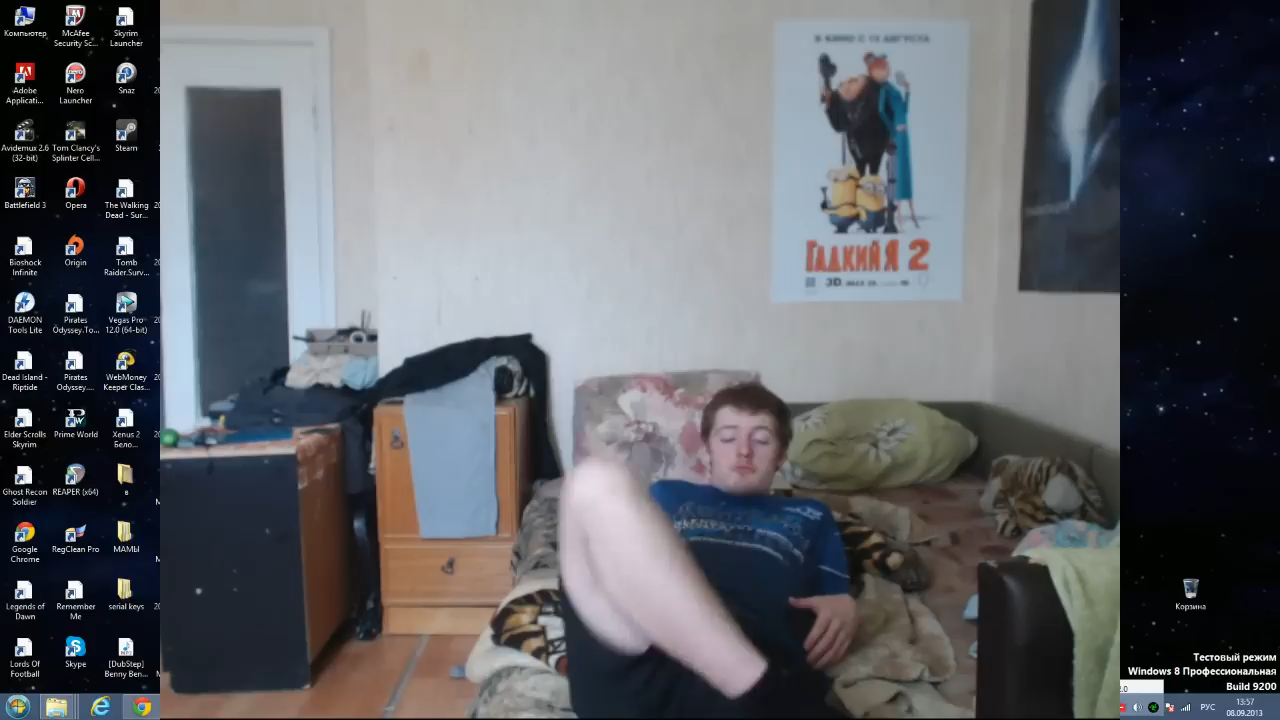 Компьютер
McAfee Security Sc...
Skyrim Launcher
Adobe Applicati...
Nero Launcher
Snaz
Avidemux 2.6 (32-bit)
Tom Clancy's Splinter Cell...
Steam
Battlefield 3
Opera
The Walking Dead - Sur...
Bioshock Infinite
Origin
Tomb Raider.Surv...
DAEMON Tools Lite
Pirates Odyssey.To...
Vegas Pro 12.0 (64-bit)
Dead Island - Riptide
Pirates Odyssey...
WebMoney Keeper Clas...
Elder Scrolls Skyrim
Prime World
Xenus 2 Бело...
Ghost Recon Soldier
REAPER (x64)
в
Google Chrome
RegClean Pro
МАМЫ
Legends of Dawn
Remember Me
serial keys
Lords Of Football
Skype
[DubStep] Benny Ben...
В КИНО С 15 АВГУСТА
ГАДКИЙ Я 2
3D
Корзина
Тестовый режим
Windows 8 Профессиональная
Build 9200
РУС
13:57
08.09.2013